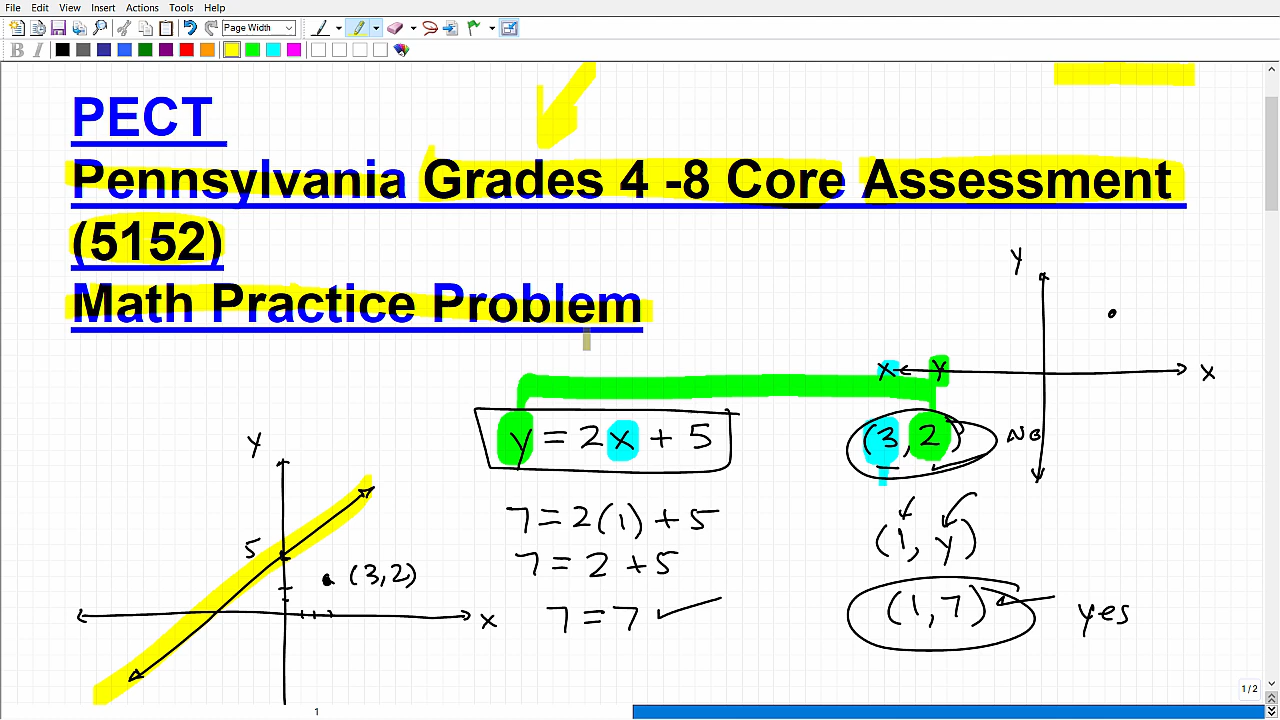 File Edit View Insert Actions Tools Help
Page Width
B I
PECT
Pennsylvania Grades 4 -8 Core Assessment
(5152)
Math Practice Problem
y
x
x y
y = 2x + 5
(3,2) No
y
5
(3,2)
x
7 = 2(1) + 5
7 = 2 + 5
7 = 7
(1, y)
(1,7) yes
1/2
1